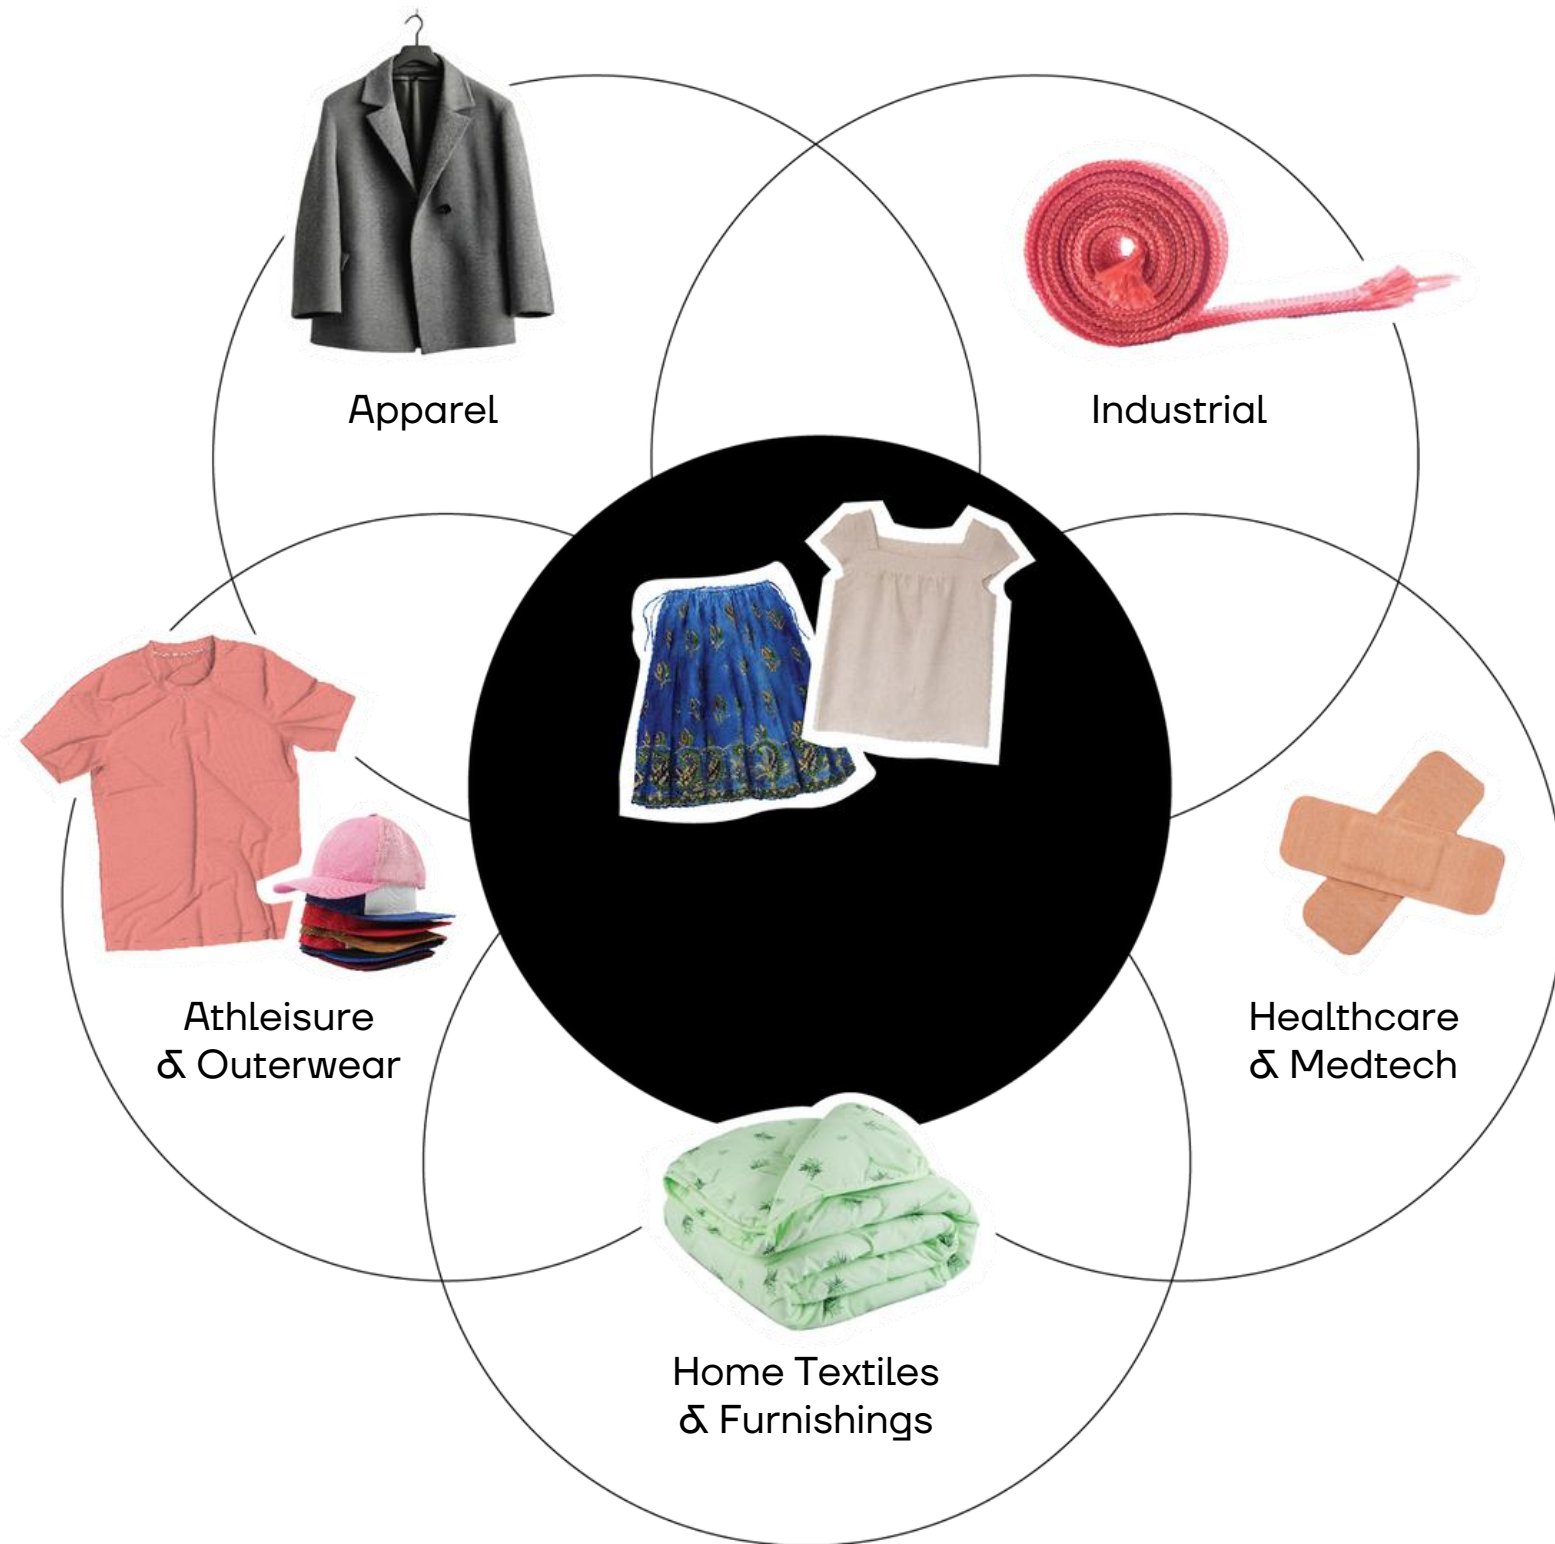 Apparel
Industrial
Athleisure
& Outerwear
Healthcare
& Medtech
Home Textiles
& Furnishings